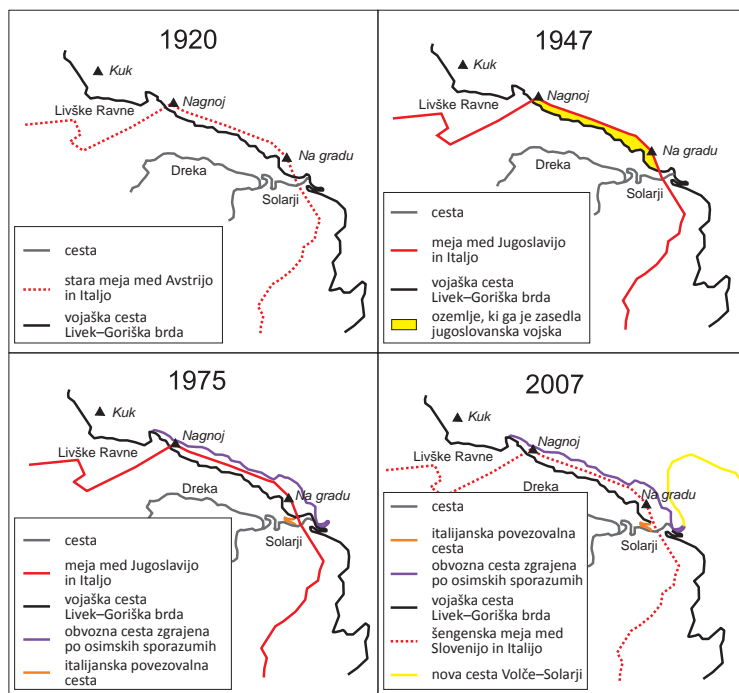 1920
Kuk
Nagnoj
Livške Ravne
Na gradu
Dreka
Solarji
cesta
stara meja med Avstrijo
in Italjo
vojaška cesta
Livek–Goriška brda
1947
Kuk
Nagnoj
Livške Ravne
Na gradu
Dreka
Solarji
cesta
meja med Jugoslavijo
in Italjo
vojaška cesta
Livek–Goriška brda
ozemlje, ki ga je zasedla
jugoslovanska vojska
1975
Kuk
Nagnoj
Livške Ravne
Na gradu
Dreka
Solarji
cesta
meja med Jugoslavijo
in Italjo
vojaška cesta
Livek–Goriška brda
obvozna cesta zgrajena
po osimskih sporazumih
italijanska povezovalna
cesta
2007
Kuk
Nagnoj
Livške Ravne
Na gradu
Dreka
Solarji
cesta
italijanska povezovalna
cesta
obvozna cesta zgrajena
po osimskih sporazumih
vojaška cesta
Livek–Goriška brda
šengenska meja med
Slovenijo in Italijo
nova cesta Volče–Solarji